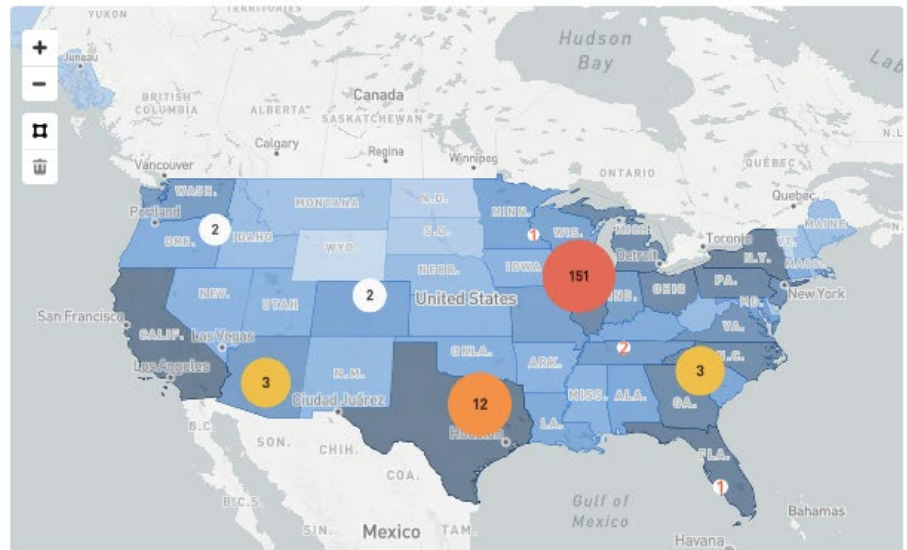 YUKON
TERRITORIES
Hudson
Bay
+
Juneau
−
BRITISH
COLUMBIA
ALBERTA
Canada
SASKATCHEWAN
Calgary
Regina
Winnipeg
ONTARIO
QUÉBEC
N.L.
Vancouver
Quebec
WASH.
MONTANA
N.D.
MINN.
MICH.
MAINE
Portland
2
1
WIS.
Toronto
VT.
ORE.
IDAHO
S.D.
Detroit
N.Y.
MASS.
WYO.
IOWA
151
NEBR.
IND.
OHIO
PA.
New York
2
United States
NEV.
UTAH
MD.
San Francisco
CALIF.
Las Vegas
VA.
2
OKLA.
N.C.
Los Angeles
3
N.M.
ARK.
3
Ciudad Juárez
12
MISS.
ALA.
GA.
B.C.
LA.
SON.
CHIH.
FLA.
COA.
1
B.C.S.
Gulf of
Mexico
Bahamas
SIN.
Mexico
TAM.
Havana